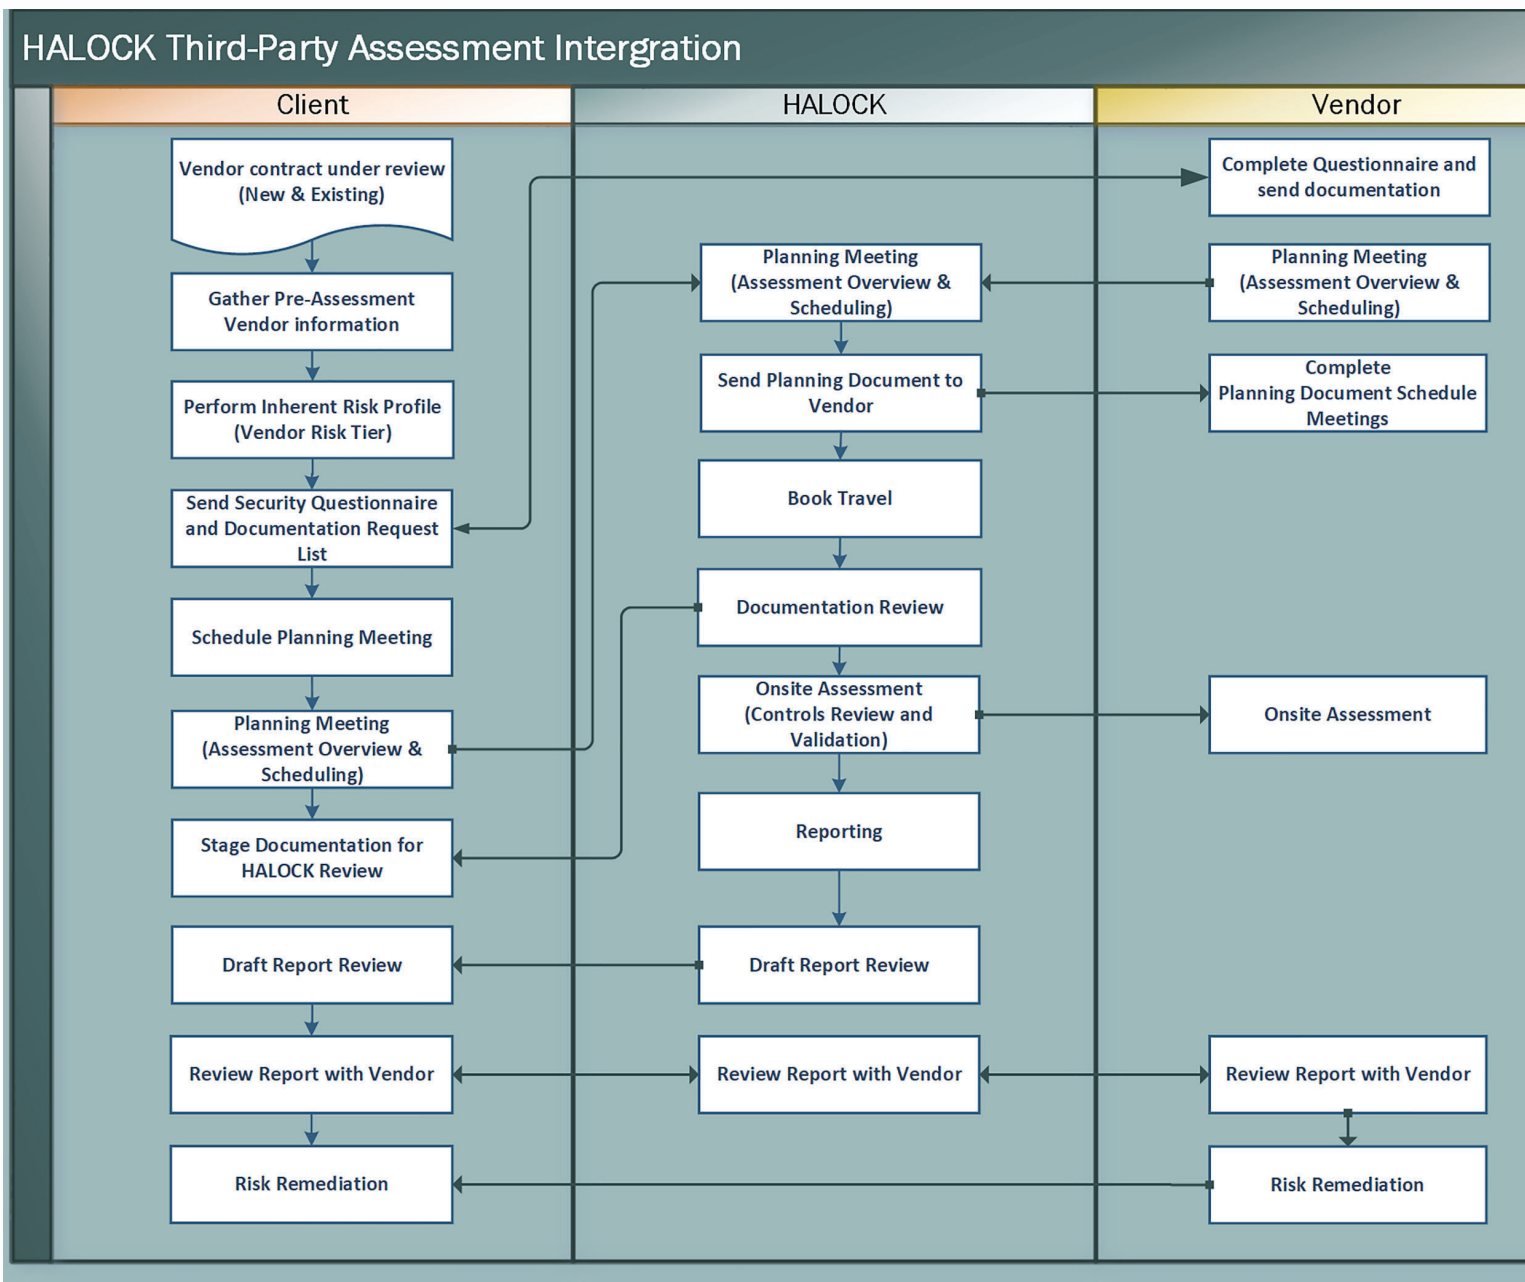 HALOCK Third-Party Assessment Intergration
Client
HALOCK
Vendor
Vendor contract under review
(New & Existing)
Gather Pre-Assessment
Vendor information
Perform Inherent Risk Profile
(Vendor Risk Tier)
Send Security Questionnaire
and Documentation Request
List
Schedule Planning Meeting
Planning Meeting
(Assessment Overview &
Scheduling)
Stage Documentation for
HALOCK Review
Draft Report Review
Review Report with Vendor
Risk Remediation
Planning Meeting
(Assessment Overview &
Scheduling)
Send Planning Document to
Vendor
Book Travel
Documentation Review
Onsite Assessment
(Controls Review and
Validation)
Reporting
Draft Report Review
Review Report with Vendor
Complete Questionnaire and
send documentation
Planning Meeting
(Assessment Overview &
Scheduling)
Complete
Planning Document Schedule
Meetings
Onsite Assessment
Review Report with Vendor
Risk Remediation